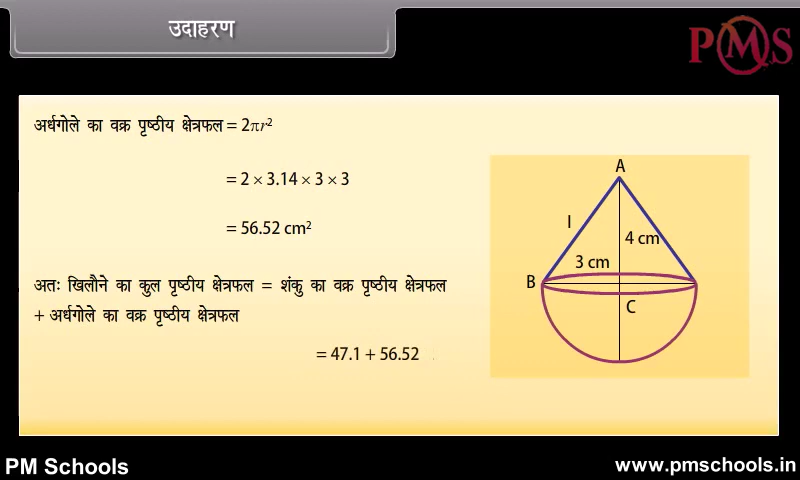 उदाहरण
PMS
अर्धगोले का वक्र पृष्ठीय क्षेत्रफल = 2πr²
= 2 × 3.14 × 3 × 3
= 56.52 cm²
अतः खिलौने का कुल पृष्ठीय क्षेत्रफल = शंकु का वक्र पृष्ठीय क्षेत्रफल
+ अर्धगोले का वक्र पृष्ठीय क्षेत्रफल
= 47.1 + 56.52
A
l
4 cm
3 cm
B
C
PM Schools
www.pmschools.in